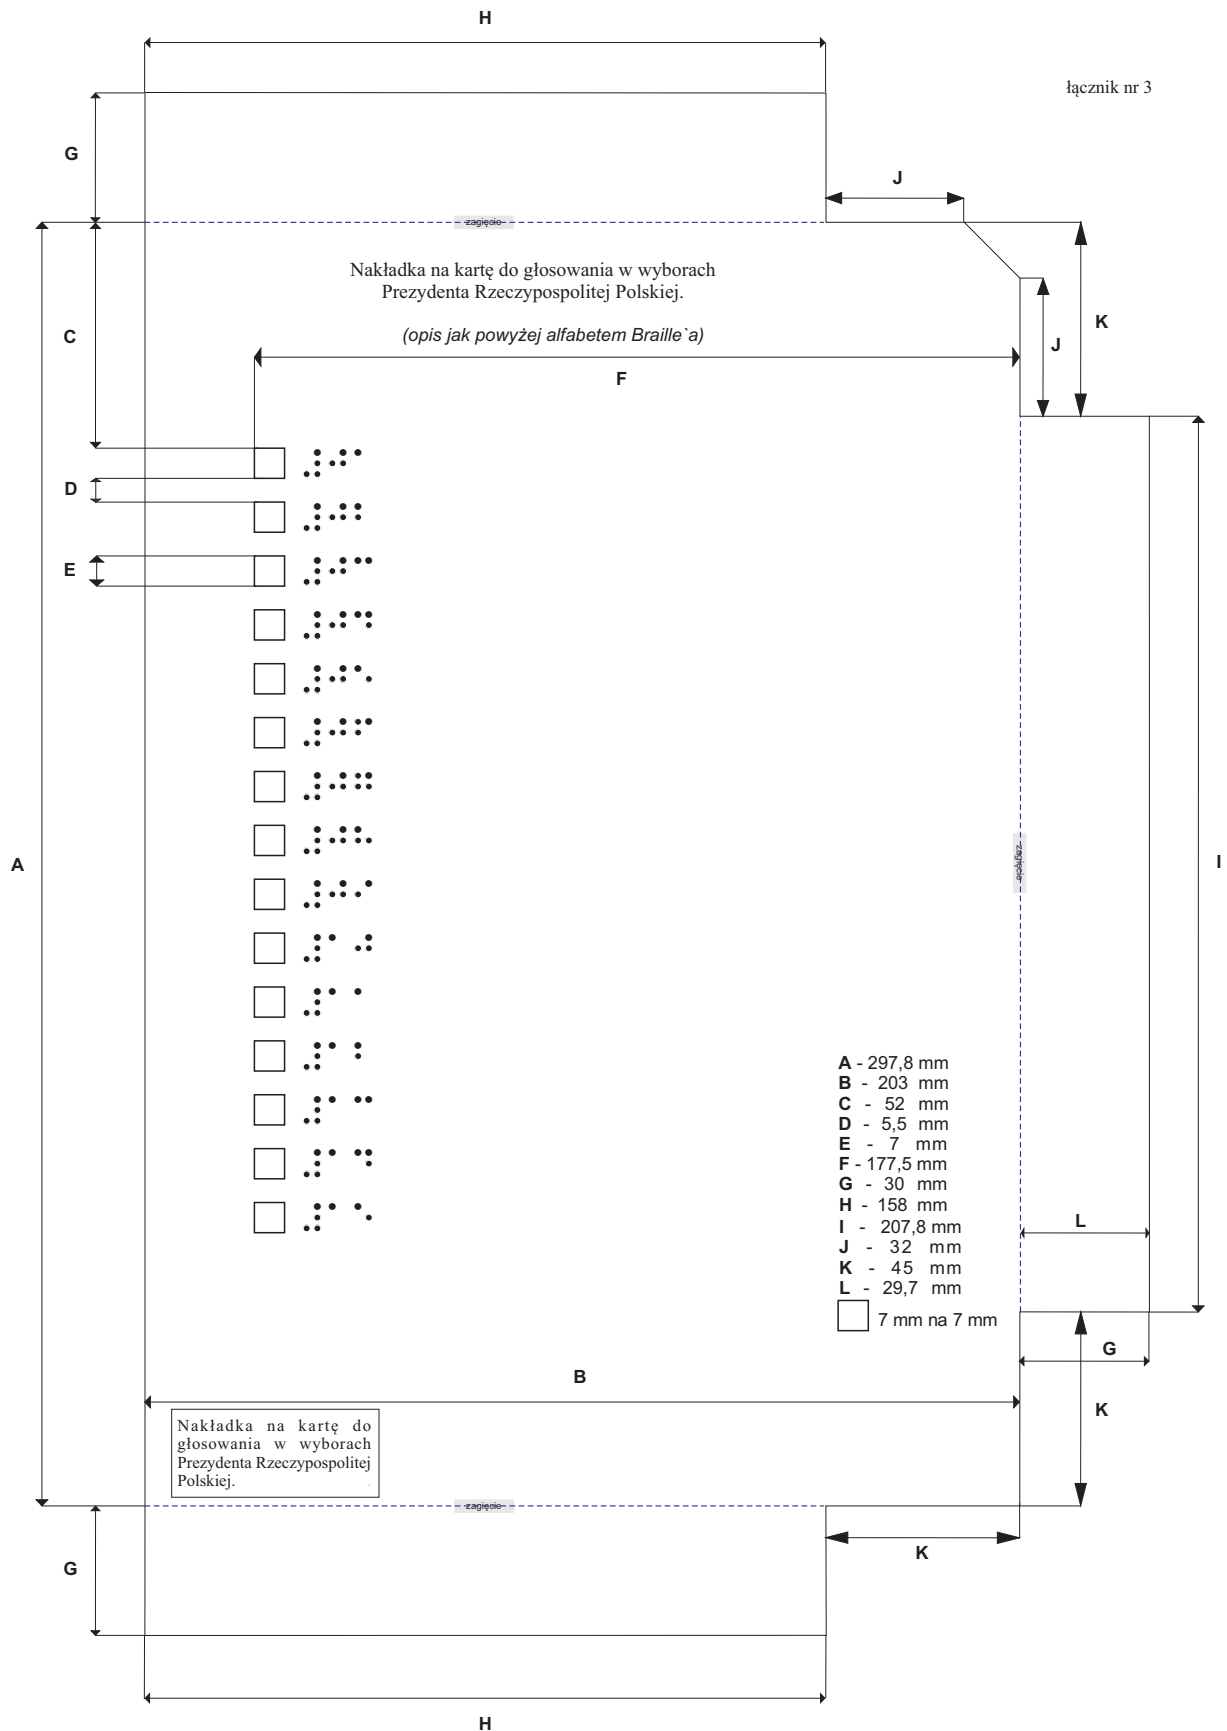 H
łącznik nr 3
G
J
zagięcie
Nakładka na kartę do głosowania w wyborach
Prezydenta Rzeczypospolitej Polskiej.
K
C
J
(opis jak powyżej alfabetem Braille`a)
F
D
E
A
zagięcie
I
A - 297,8 mm
B - 203 mm
C - 52 mm
D - 5,5 mm
E - 7 mm
F - 177,5 mm
G - 30 mm
H - 158 mm
I - 207,8 mm
J - 32 mm
K - 45 mm
L - 29,7 mm
7 mm na 7 mm
L
G
B
K
Nakładka na kartę do
głosowania w wyborach
Prezydenta Rzeczypospolitej
Polskiej.
zagięcie
K
G
H